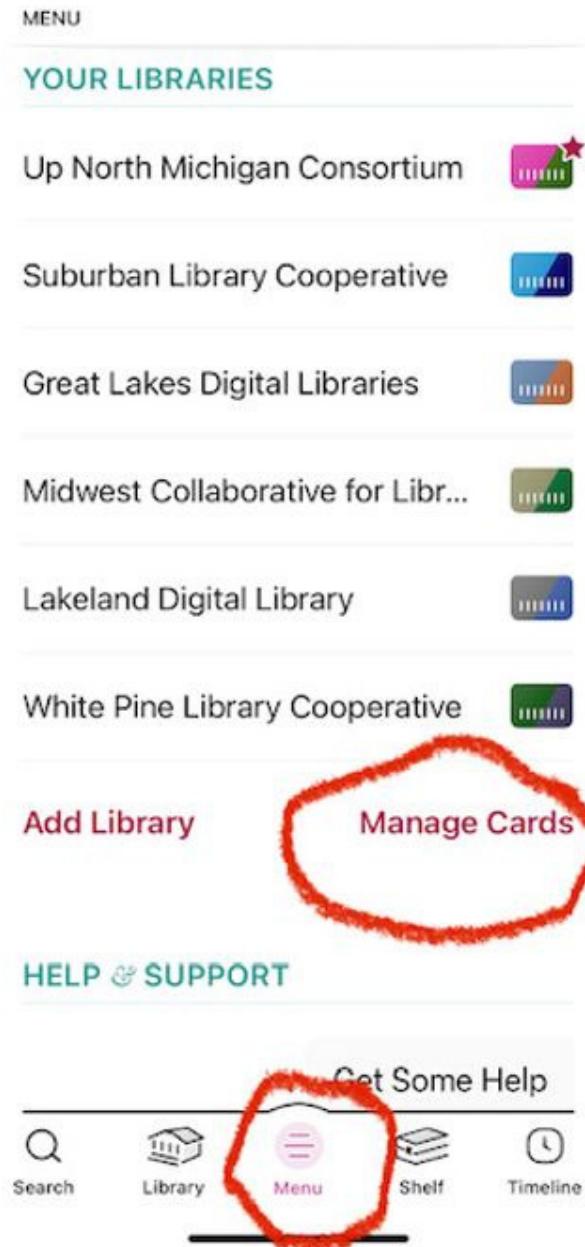 MENU
YOUR LIBRARIES
Up North Michigan Consortium
Suburban Library Cooperative
Great Lakes Digital Libraries
Midwest Collaborative for Libr...
Lakeland Digital Library
White Pine Library Cooperative
Add Library Manage Cards
HELP & SUPPORT
Get Some Help
Search Library Menu Shelf Timeline